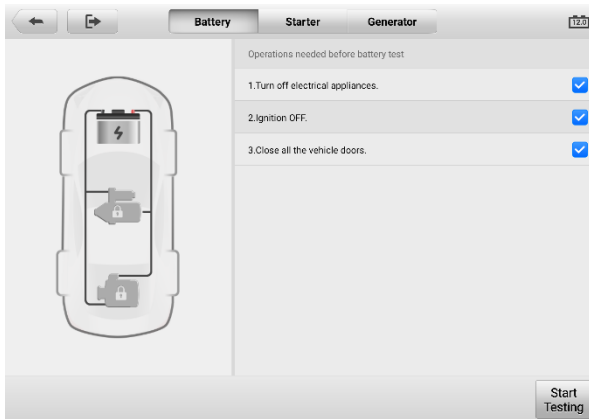 Battery
Starter
Generator
12.0
Operations needed before battery test
1.Turn off electrical appliances.
2.Ignition OFF.
3.Close all the vehicle doors.
Start
Testing